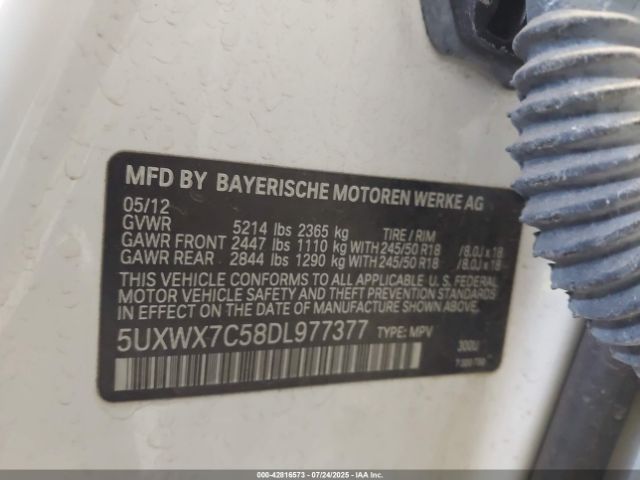 MFD BY BAYERISCHE MOTOREN WERKE AG
05/12
GVWR 5214 lbs 2365 kg TIRE / RIM
GAWR FRONT 2447 lbs 1110 kg WITH 245/50 R18 /8.0J x 18
GAWR REAR 2844 lbs 1290 kg WITH 245/50 R18 /8.0J x 18
THIS VEHICLE CONFORMS TO ALL APPLICABLE U. S. FEDERAL
MOTOR VEHICLE SAFETY AND THEFT PREVENTION STANDARDS
IN EFFECT ON THE DATE OF MANUFACTURE SHOWN ABOVE.
5UXWX7C58DL977377 TYPE: MPV 300U
000-42816573 - 07/24/2025 - IAAI.com